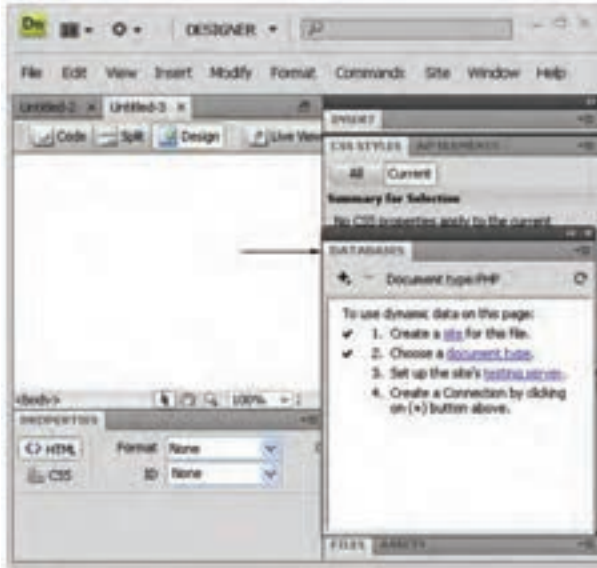 Dw DESIGNER
File Edit View Insert Modify Format Commands Site Window Help
Untitled-2 × Untitled-3 ×
Code Split Design Live View
<body> 100%
PROPERTIES
<> HTML Format None
CSS ID None
INSERT
CSS STYLES AP ELEMENTS
All Current
Summary for Selection
No CSS properties apply to the current
DATABASES
Document type:PHP
To use dynamic data on this page:
✔ 1. Create a site for this file.
✔ 2. Choose a document type.
3. Set up the site's testing server.
4. Create a Connection by clicking
on (+) button above.
FILES ASSETS